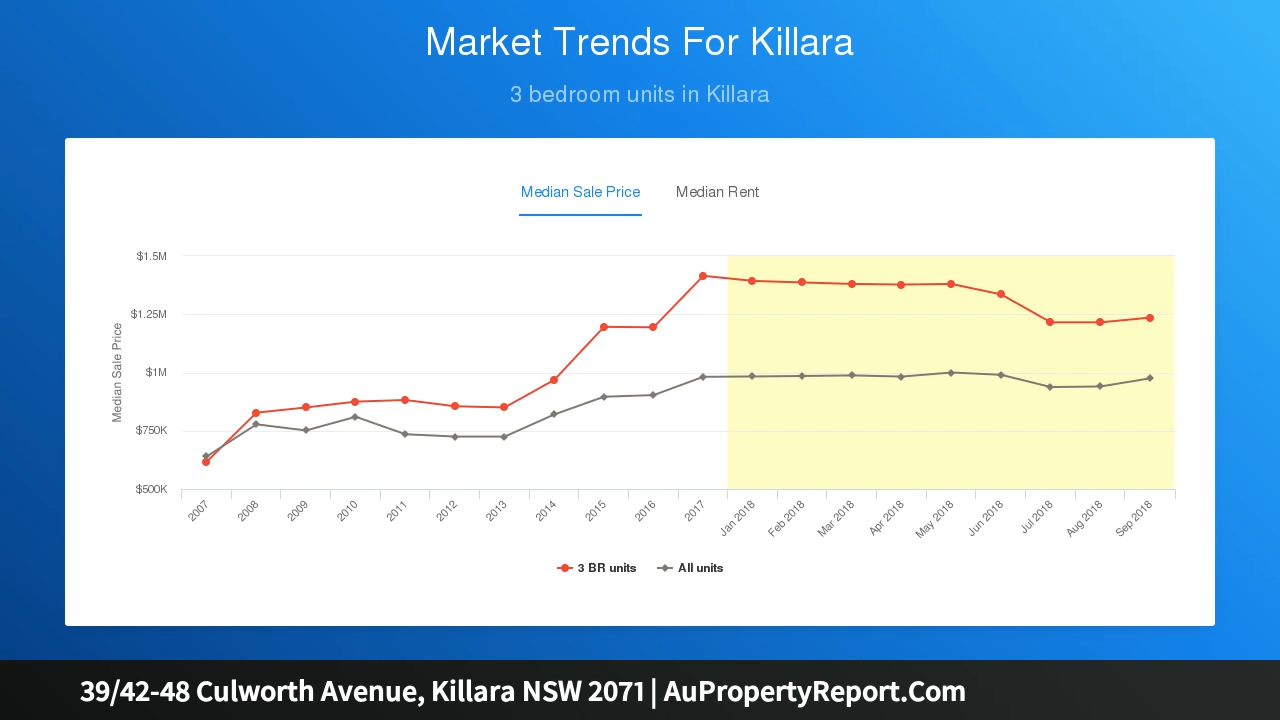 Market Trends For Killara
3 bedroom units in Killara
Median Sale Price Median Rent
$1.5M
$1.25M
$1M
$750K
$500K
Median Sale Price
2007 2008 2009 2010 2011 2012 2013 2014 2015 2016 2017 Jan 2018 Feb 2018 Mar 2018 Apr 2018 May 2018 Jun 2018 Jul 2018 Aug 2018 Sep 2018
3 BR units All units
39/42-48 Culworth Avenue, Killara NSW 2071 | AuPropertyReport.Com